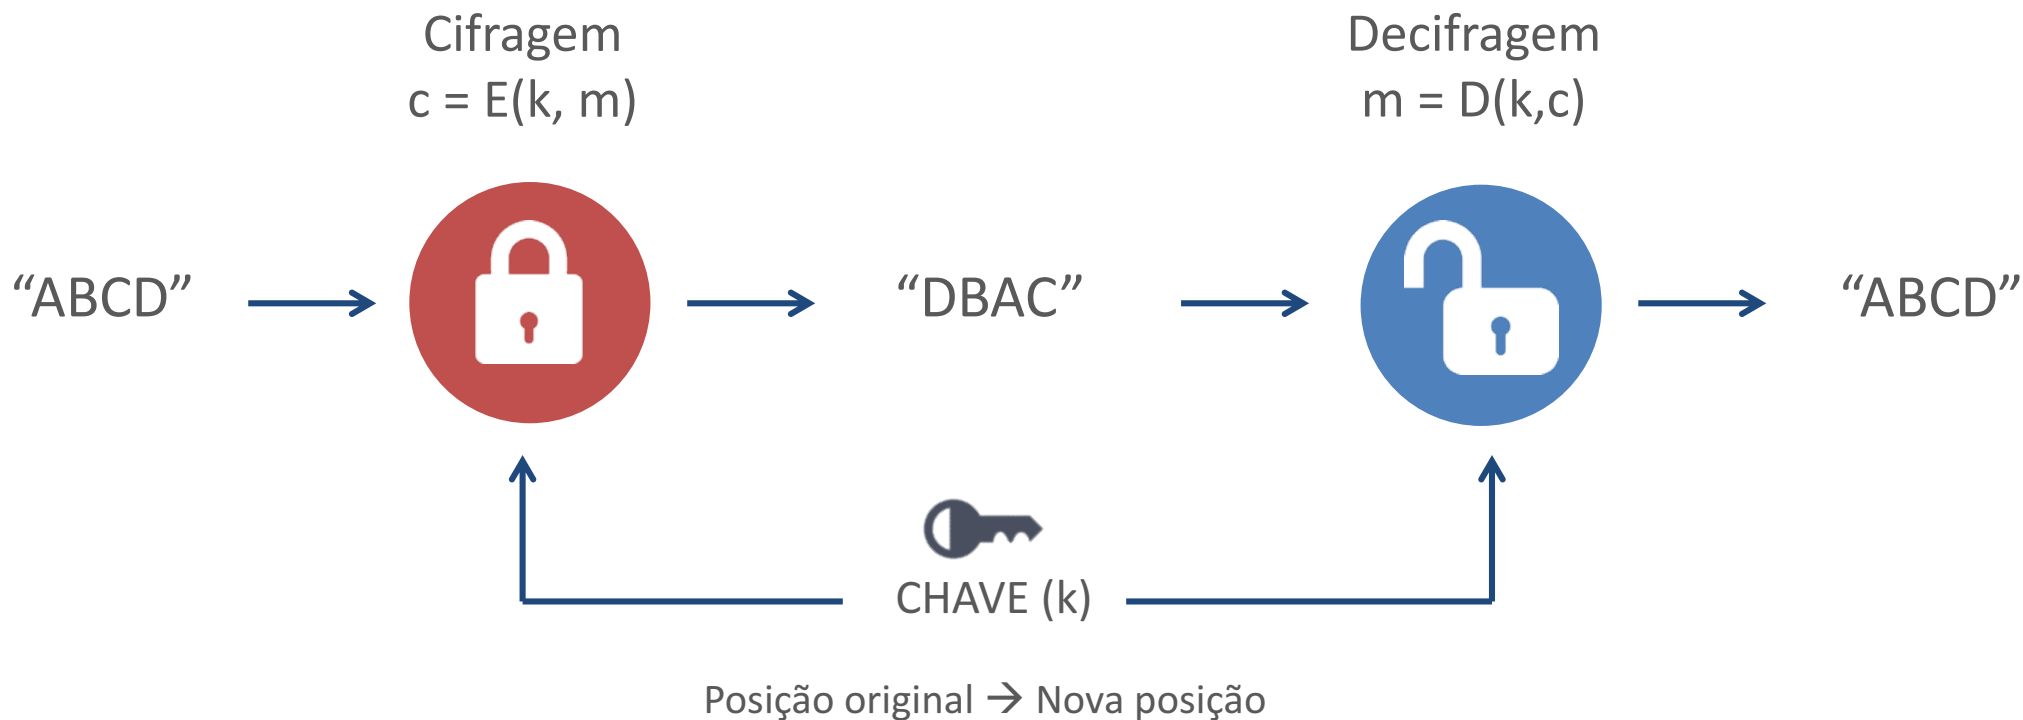 Cifragem
c = E(k, m)
Decifragem
m = D(k,c)
“ABCD”
“DBAC”
“ABCD”
CHAVE (k)
Posição original → Nova posição